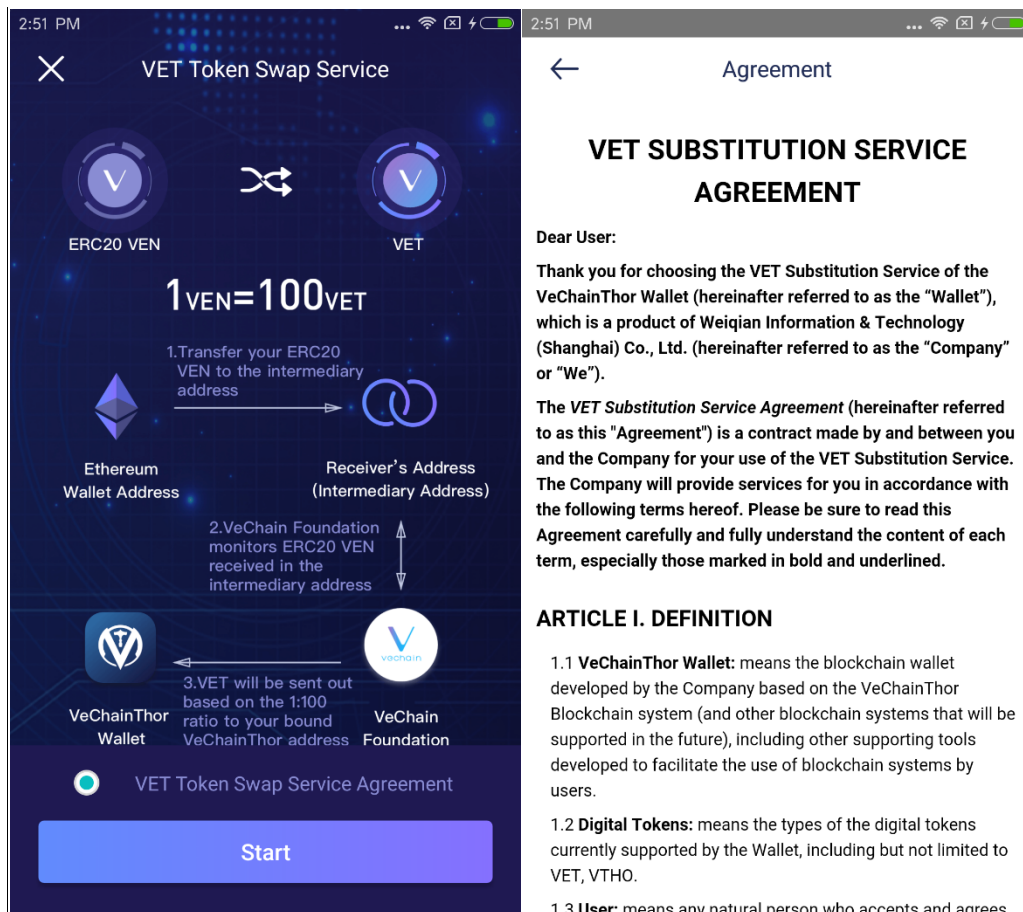 2:51 PM
VET Token Swap Service
ERC20 VEN
VET
1VEN=100VET
1.Transfer your ERC20
VEN to the intermediary
address
Ethereum
Wallet Address
Receiver's Address
(Intermediary Address)
2.VeChain Foundation
monitors ERC20 VEN
received in the
intermediary address
vechain
3.VET will be sent out
based on the 1:100
ratio to your bound
VeChainThor address
VeChainThor
Wallet
VeChain
Foundation
VET Token Swap Service Agreement
Start
2:51 PM
Agreement
VET SUBSTITUTION SERVICE
AGREEMENT
Dear User:
Thank you for choosing the VET Substitution Service of the
VeChainThor Wallet (hereinafter referred to as the “Wallet”),
which is a product of Weiqian Information & Technology
(Shanghai) Co., Ltd. (hereinafter referred to as the “Company”
or “We”).
The VET Substitution Service Agreement (hereinafter referred
to as this "Agreement") is a contract made by and between you
and the Company for your use of the VET Substitution Service.
The Company will provide services for you in accordance with
the following terms hereof. Please be sure to read this
Agreement carefully and fully understand the content of each
term, especially those marked in bold and underlined.
ARTICLE I. DEFINITION
1.1 VeChainThor Wallet: means the blockchain wallet
developed by the Company based on the VeChainThor
Blockchain system (and other blockchain systems that will be
supported in the future), including other supporting tools
developed to facilitate the use of blockchain systems by
users.
1.2 Digital Tokens: means the types of the digital tokens
currently supported by the Wallet, including but not limited to
VET, VTHO.
1.3 User: means any natural person who accepts and agrees